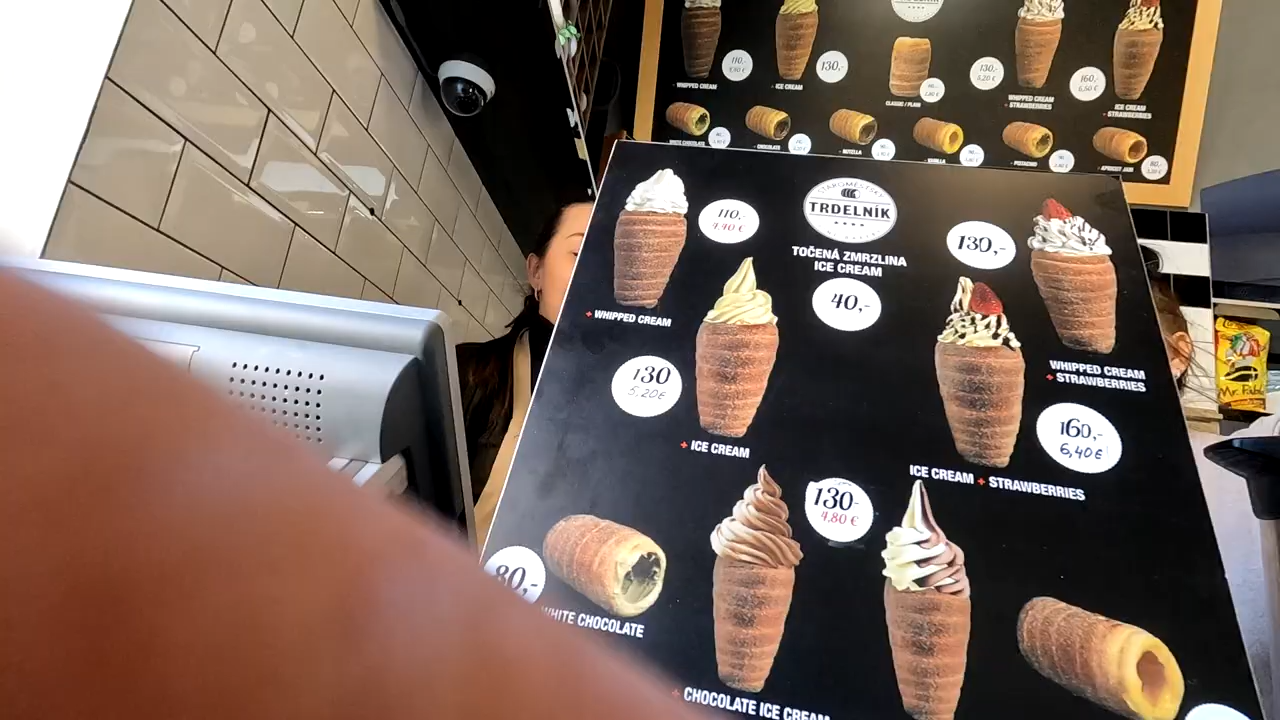 110,-
130,-
130,-
160,-
6,50 €
WHIPPED CREAM
ICE CREAM
CLASSIC / PLAIN
WHIPPED CREAM
+ STRAWBERRIES
ICE CREAM
+ STRAWBERRIES
WHITE CHOCOLATE
CHOCOLATE
NUTELLA
VANILLA
PISTACHIO
APRICOT JAM
80,-
STAROMĚSTSKÝ
TRDELNÍK
TOČENÁ ZMRZLINA
ICE CREAM
40,-
110,-
4.40 €
+ WHIPPED CREAM
130,-
WHIPPED CREAM
+ STRAWBERRIES
130
5,20€
+ ICE CREAM
160,-
6,40€
ICE CREAM + STRAWBERRIES
130-
4.80 €
80,-
WHITE CHOCOLATE
+ CHOCOLATE ICE CREAM